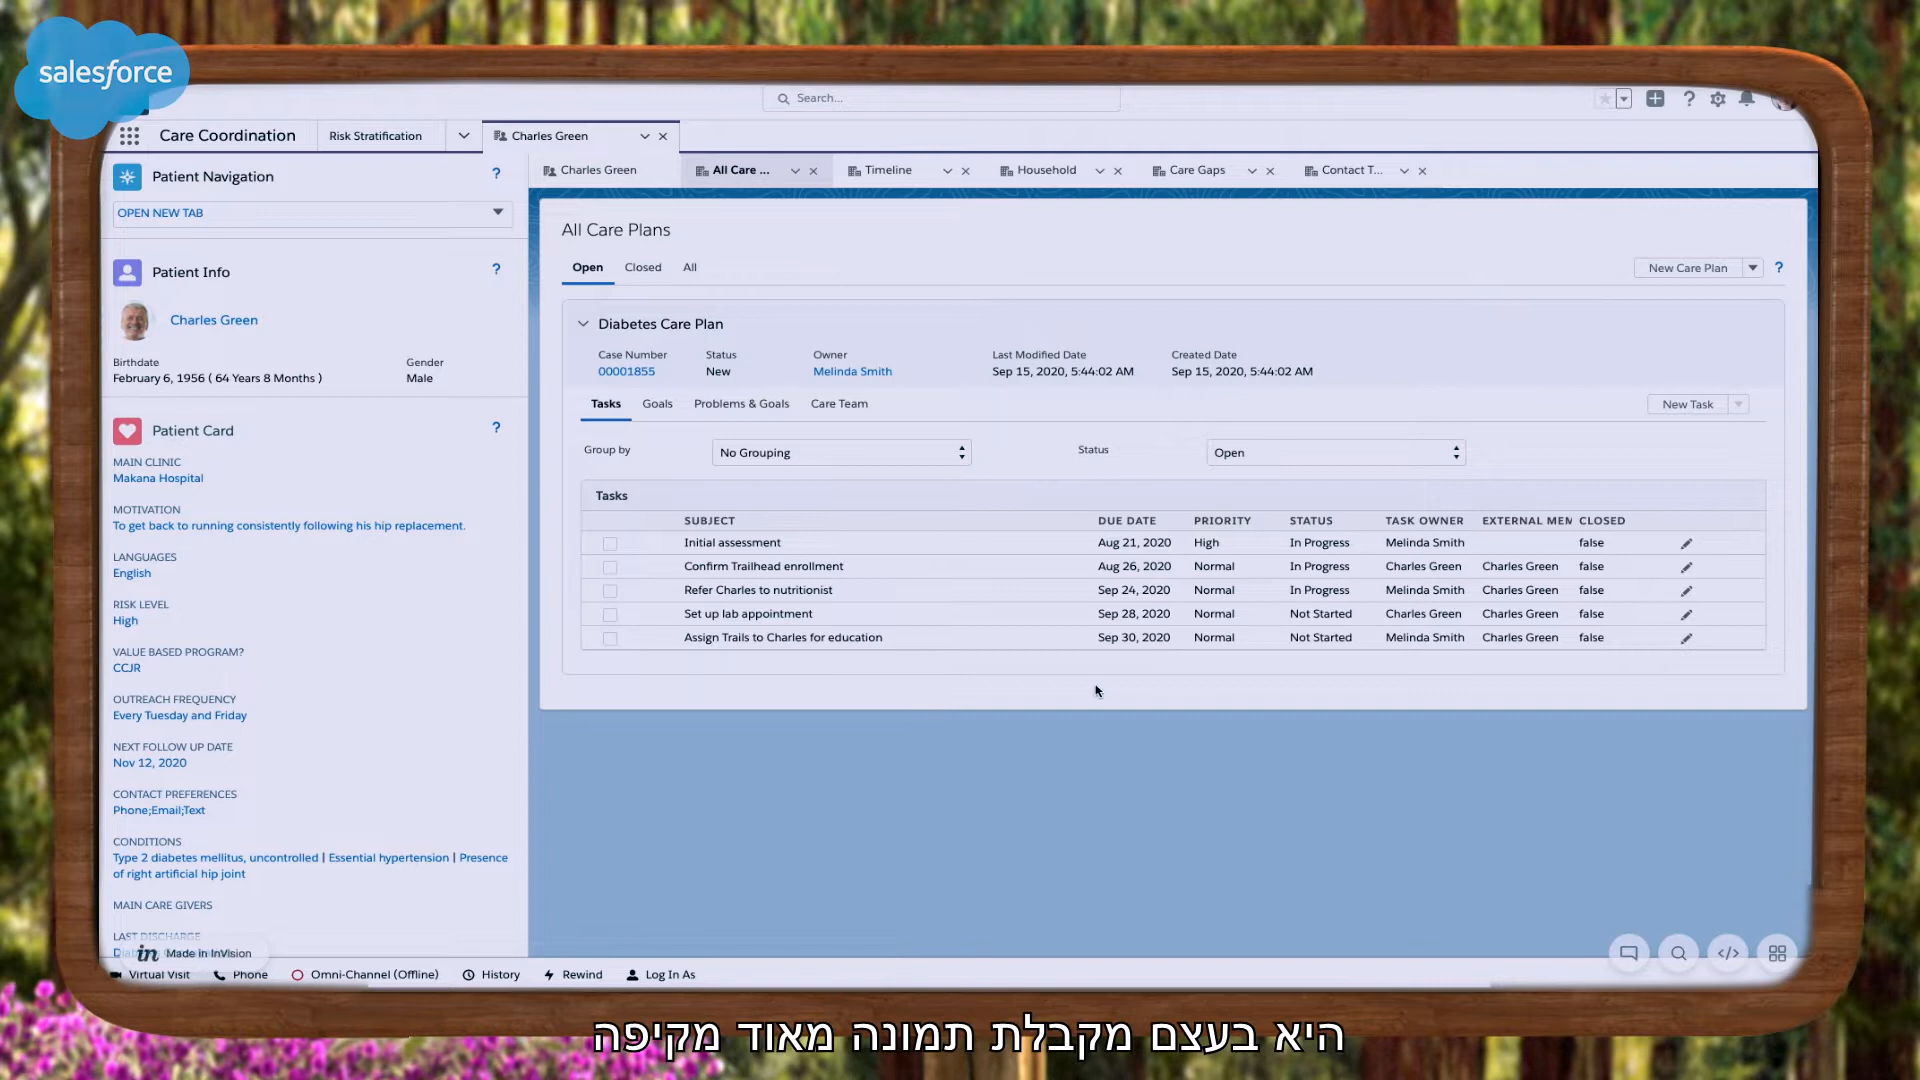 salesforce
Search...
Care Coordination
Risk Stratification
Charles Green
Patient Navigation
OPEN NEW TAB
Patient Info
Charles Green
Birthdate
Gender
February 6, 1956 ( 64 Years 8 Months )
Male
Patient Card
MAIN CLINIC
Makana Hospital
MOTIVATION
To get back to running consistently following his hip replacement.
LANGUAGES
English
RISK LEVEL
High
VALUE BASED PROGRAM?
CCJR
OUTREACH FREQUENCY
Every Tuesday and Friday
NEXT FOLLOW UP DATE
Nov 12, 2020
CONTACT PREFERENCES
Phone;Email;Text
CONDITIONS
Type 2 diabetes mellitus, uncontrolled | Essential hypertension | Presence
of right artificial hip joint
MAIN CARE GIVERS
LAST DISCHARGE
in Made in InVision
Charles Green
All Care ...
Timeline
Household
Care Gaps
Contact T...
All Care Plans
Open Closed All
New Care Plan
Diabetes Care Plan
Case Number Status Owner Last Modified Date Created Date
00001855 New Melinda Smith Sep 15, 2020, 5:44:02 AM Sep 15, 2020, 5:44:02 AM
Tasks Goals Problems & Goals Care Team
New Task
Group by No Grouping Status Open
Tasks
SUBJECT DUE DATE PRIORITY STATUS TASK OWNER EXTERNAL MEM CLOSED
Initial assessment Aug 21, 2020 High In Progress Melinda Smith false
Confirm Trailhead enrollment Aug 26, 2020 Normal In Progress Charles Green Charles Green false
Refer Charles to nutritionist Sep 24, 2020 Normal In Progress Melinda Smith Charles Green false
Set up lab appointment Sep 28, 2020 Normal Not Started Charles Green Charles Green false
Assign Trails to Charles for education Sep 30, 2020 Normal Not Started Melinda Smith Charles Green false
Virtual Visit Phone Omni-Channel (Offline) History Rewind Log In As
היא בעצם מקבלת תמונה מאוד מקיפה